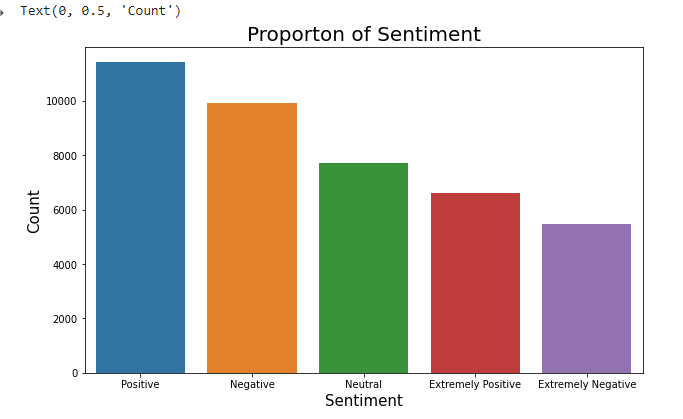 Text(0, 0.5, 'Count')
Proporton of Sentiment
10000
8000
6000
4000
2000
0
Count
Positive Negative Neutral Extremely Positive Extremely Negative
Sentiment